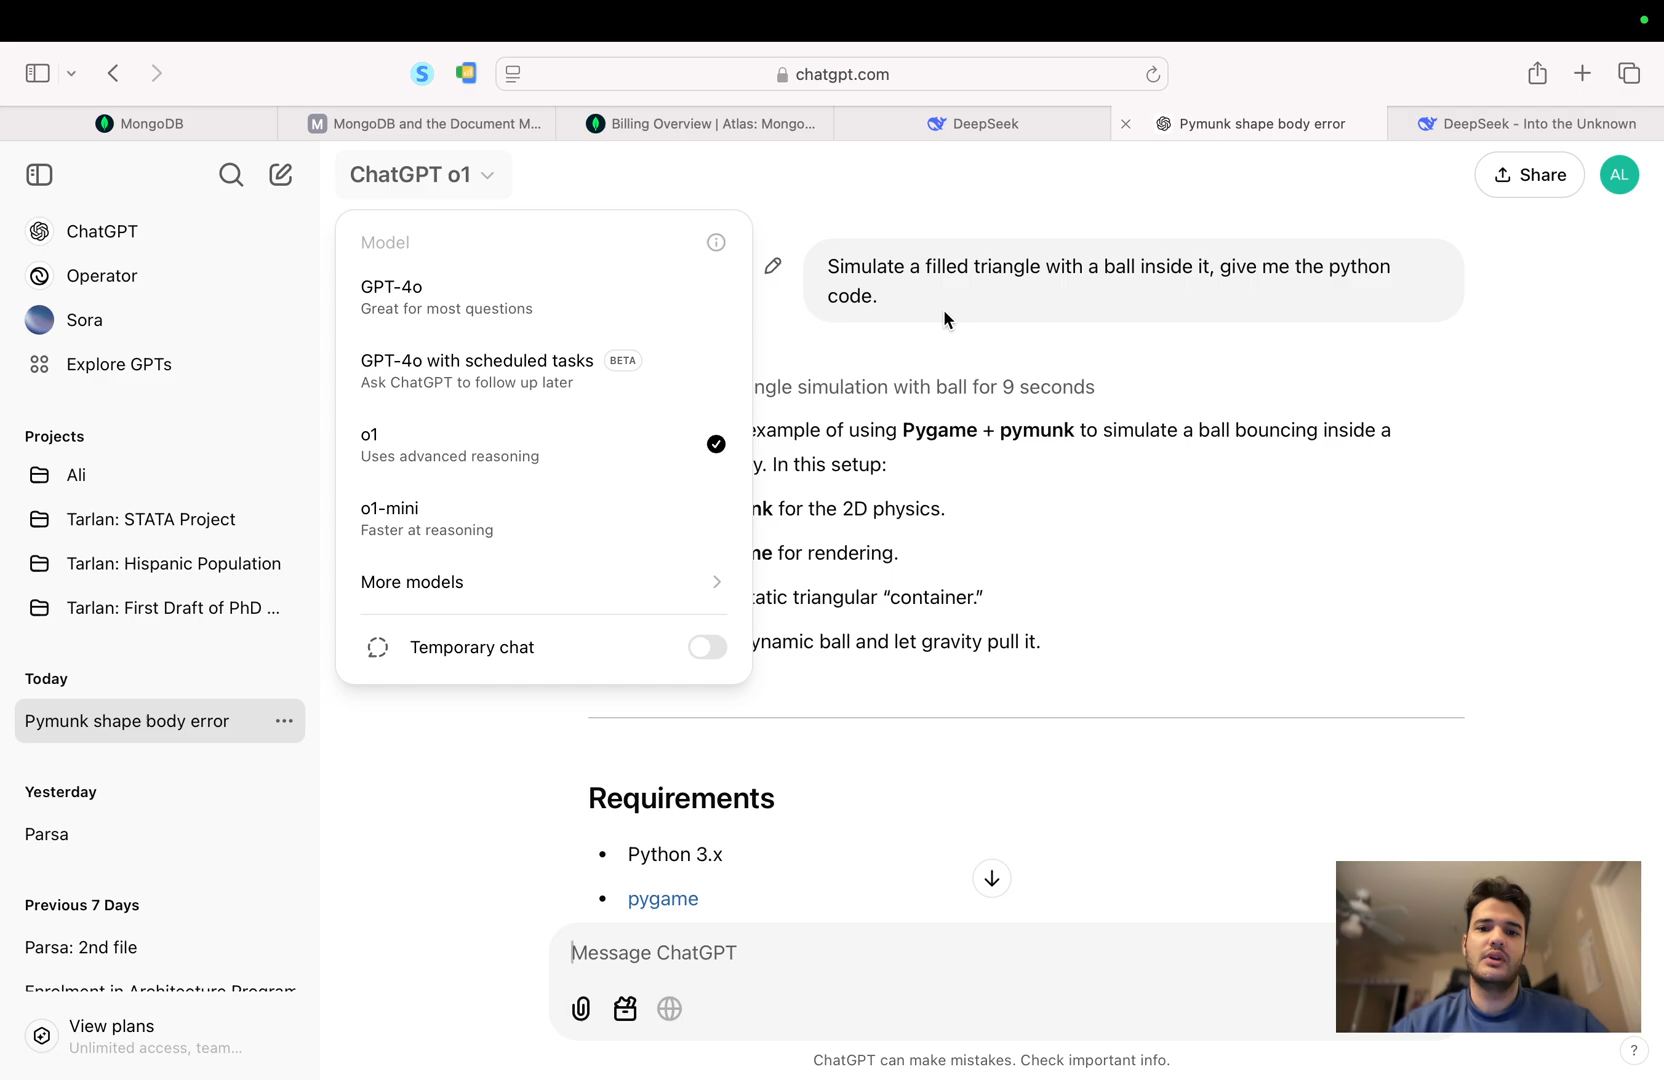 S
chatgpt.com
MongoDB
M MongoDB and the Document M...
Billing Overview | Atlas: Mongo...
DeepSeek
Pymunk shape body error
DeepSeek - Into the Unknown
ChatGPT o1
Share
AL
ChatGPT
Operator
Sora
Explore GPTs
Projects
Ali
Tarlan: STATA Project
Tarlan: Hispanic Population
Tarlan: First Draft of PhD ...
Today
Pymunk shape body error
Yesterday
Parsa
Previous 7 Days
Parsa: 2nd file
Enrolment in Architecture Program
View plans
Unlimited access, team...
Model
GPT-4o
Great for most questions
GPT-4o with scheduled tasks BETA
Ask ChatGPT to follow up later
o1
Uses advanced reasoning
o1-mini
Faster at reasoning
More models
Temporary chat
Simulate a filled triangle with a ball inside it, give me the python
code.
ngle simulation with ball for 9 seconds
example of using Pygame + pymunk to simulate a ball bouncing inside a
y. In this setup:
nk for the 2D physics.
ne for rendering.
tatic triangular “container.”
ynamic ball and let gravity pull it.
Requirements
• Python 3.x
• pygame
Message ChatGPT
ChatGPT can make mistakes. Check important info.
?